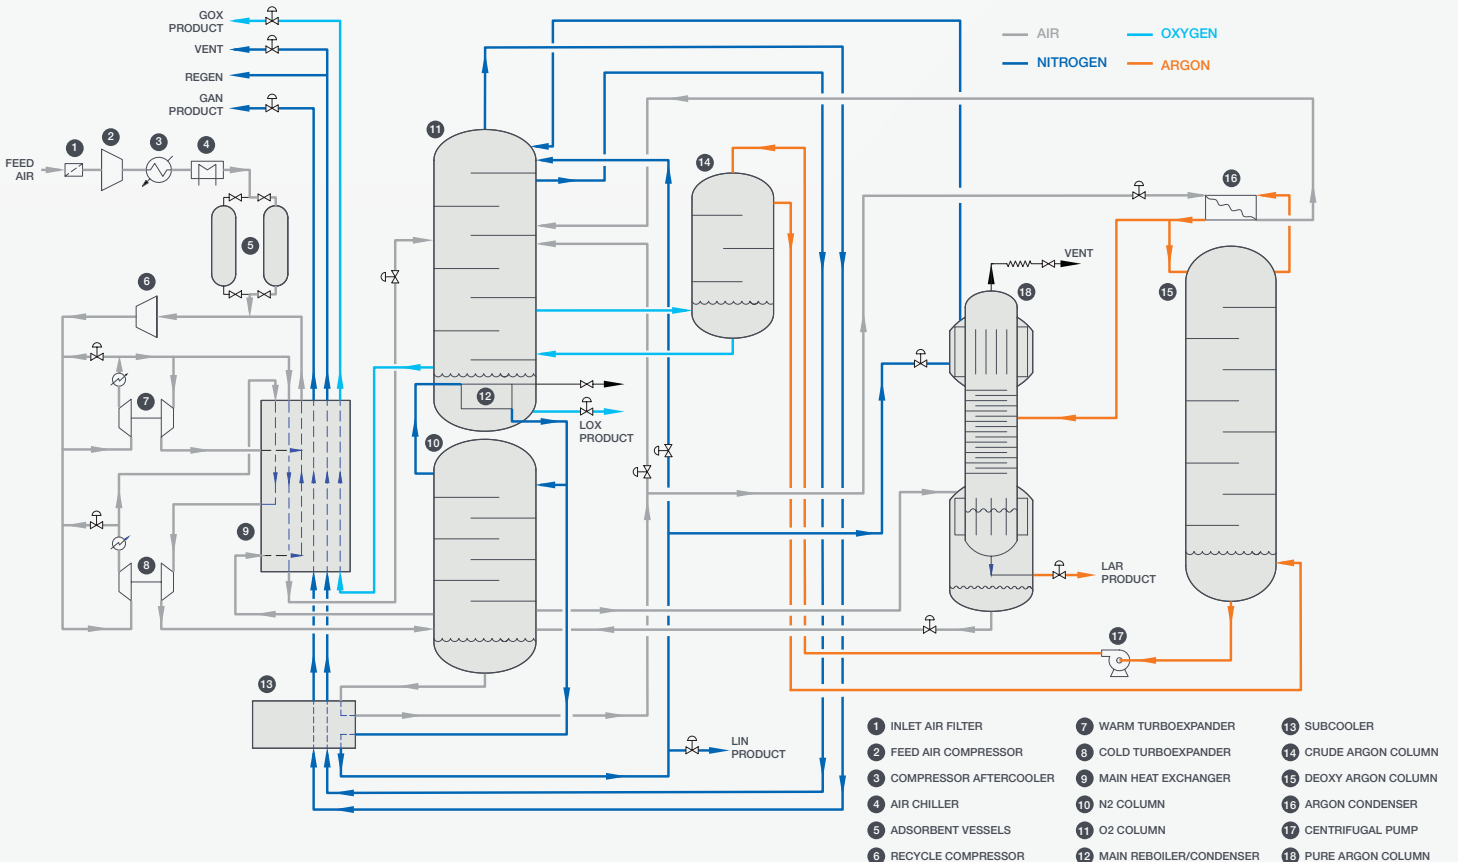 GOX
PRODUCT
VENT
REGEN
GAN
PRODUCT
AIR
OXYGEN
NITROGEN
ARGON
FEED
AIR
1
2
3
4
5
6
7
8
9
10
11
12
13
14
15
16
17
18
VENT
LOX
PRODUCT
LAR
PRODUCT
LIN
PRODUCT
1 INLET AIR FILTER
2 FEED AIR COMPRESSOR
3 COMPRESSOR AFTERCOOLER
4 AIR CHILLER
5 ADSORBENT VESSELS
6 RECYCLE COMPRESSOR
7 WARM TURBOEXPANDER
8 COLD TURBOEXPANDER
9 MAIN HEAT EXCHANGER
10 N2 COLUMN
11 O2 COLUMN
12 MAIN REBOILER/CONDENSER
13 SUBCOOLER
14 CRUDE ARGON COLUMN
15 DEOXY ARGON COLUMN
16 ARGON CONDENSER
17 CENTRIFUGAL PUMP
18 PURE ARGON COLUMN